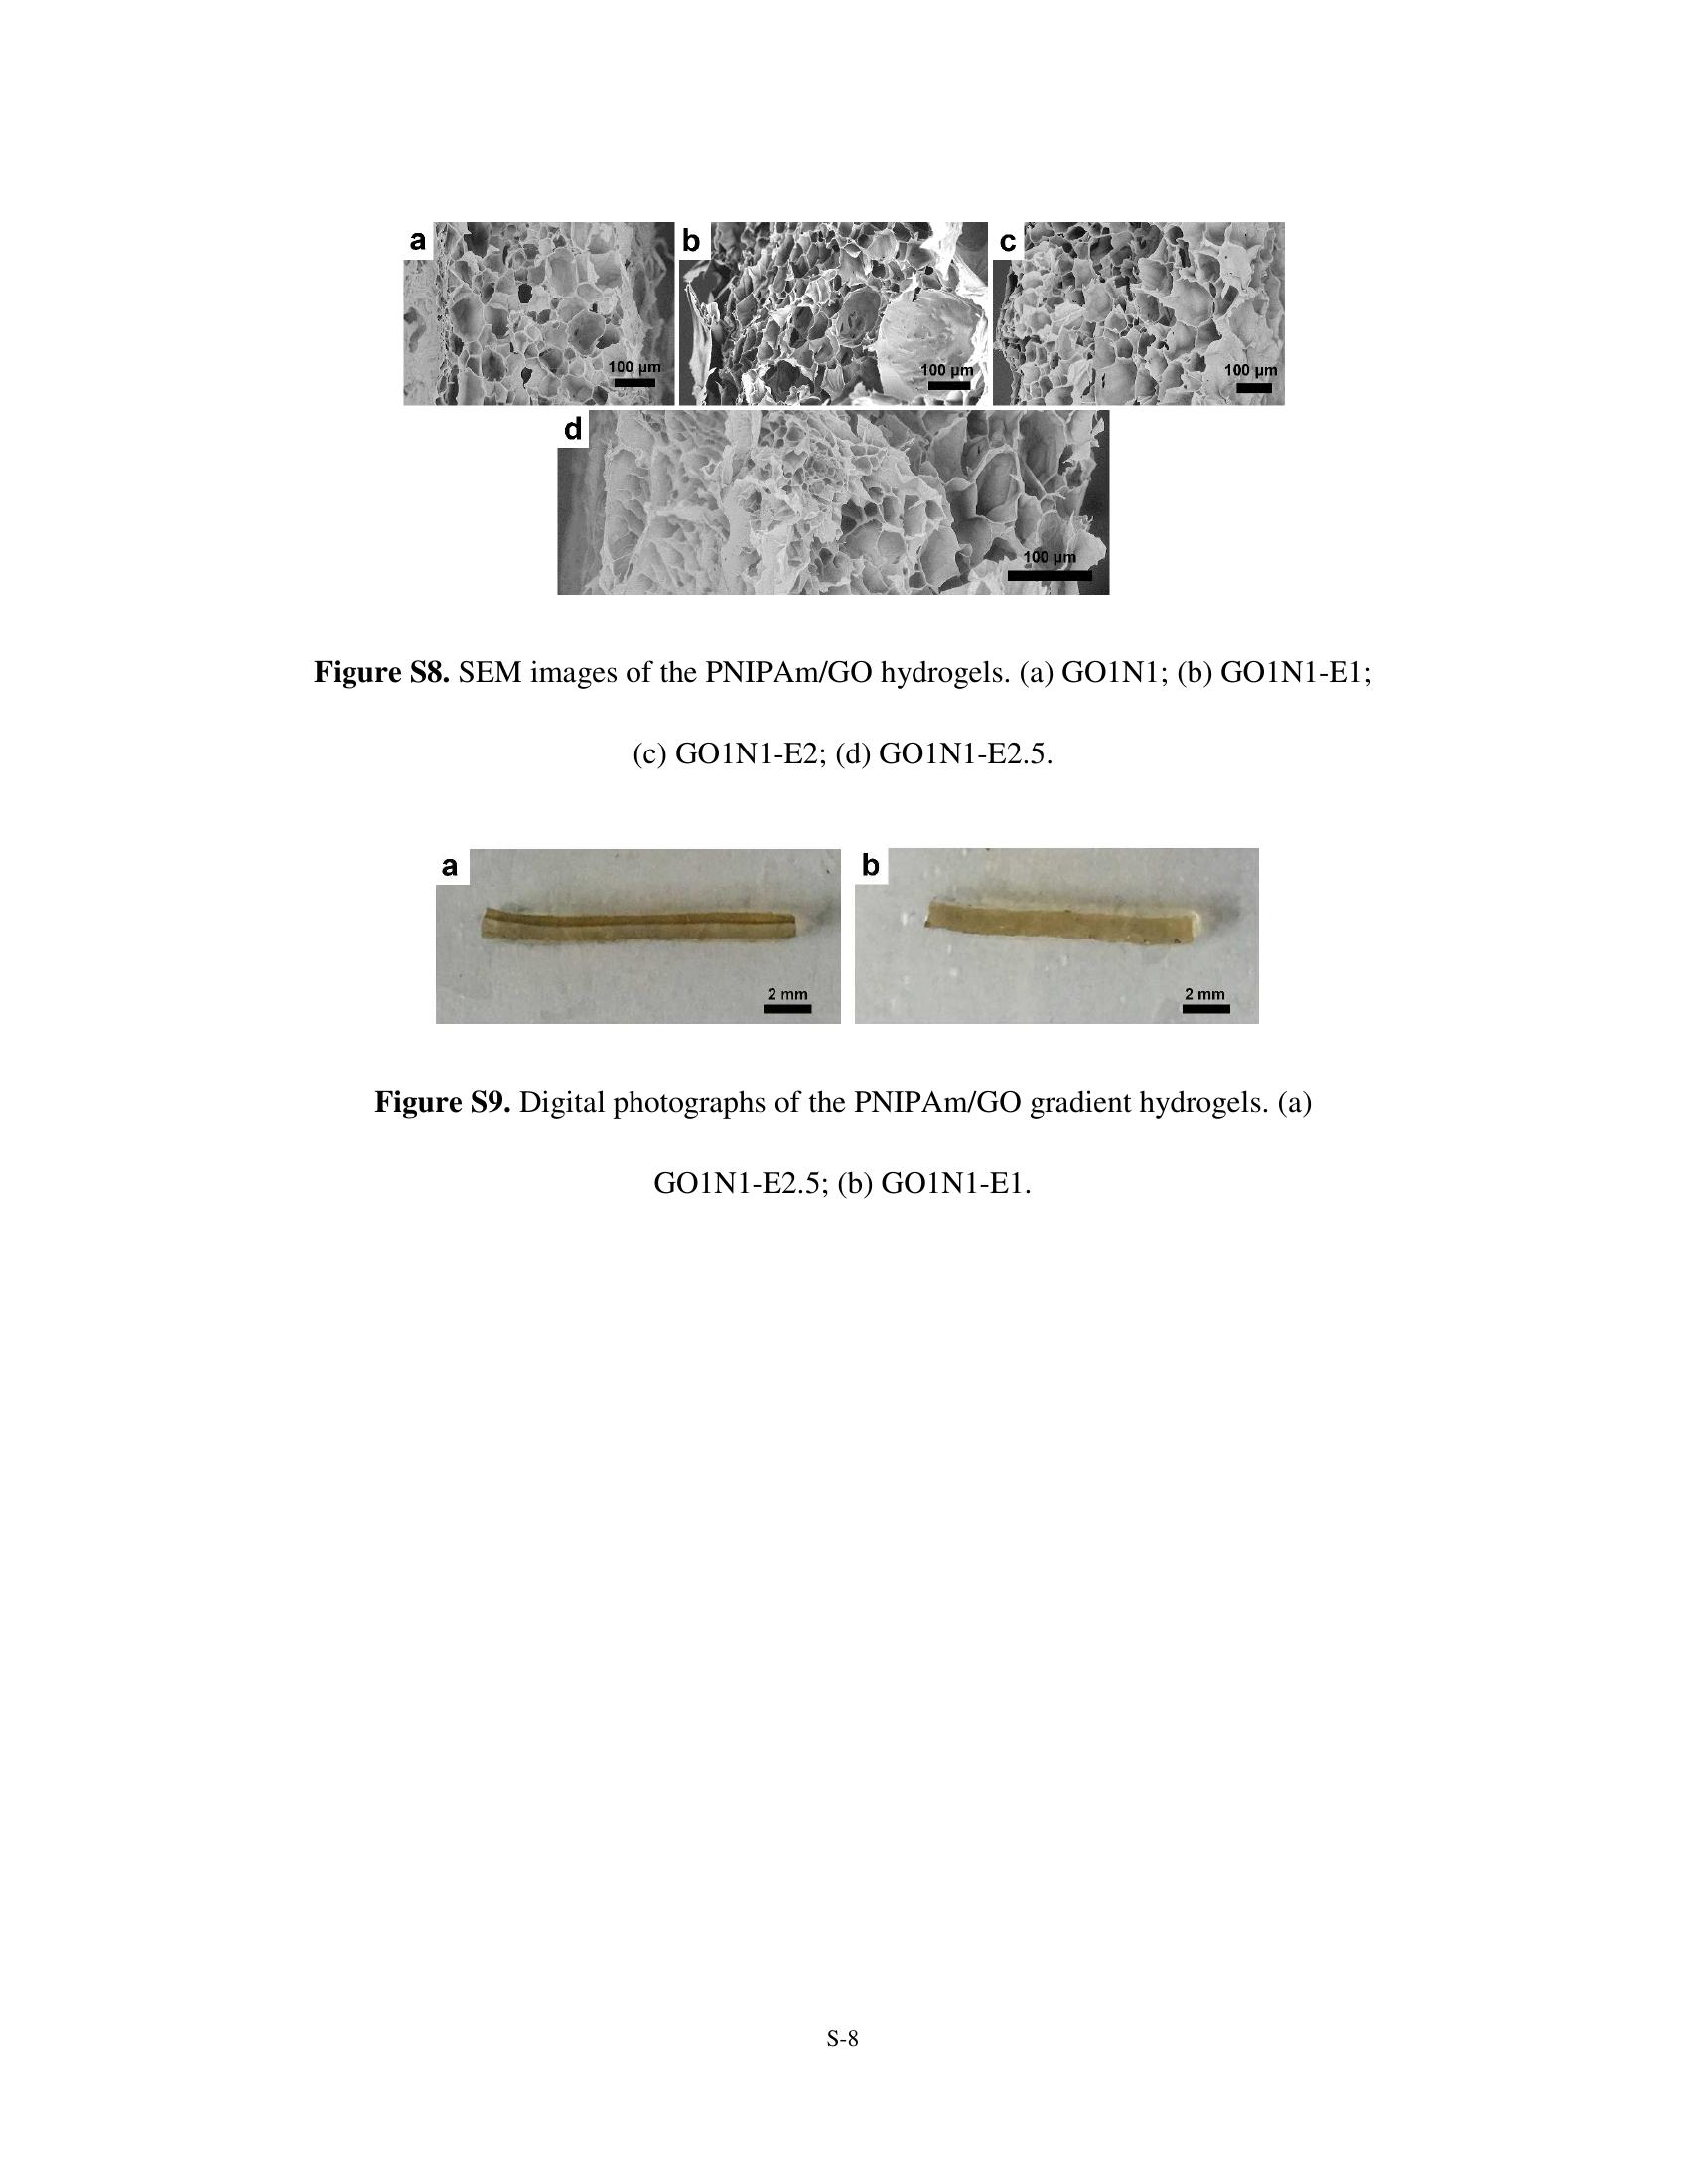 a b c
100 µm 100 µm 100 µm
d
100 µm
Figure S8. SEM images of the PNIPAm/GO hydrogels. (a) GO1N1; (b) GO1N1-E1;
(c) GO1N1-E2; (d) GO1N1-E2.5.
a b
2 mm 2 mm
Figure S9. Digital photographs of the PNIPAm/GO gradient hydrogels. (a)
GO1N1-E2.5; (b) GO1N1-E1.
S-8